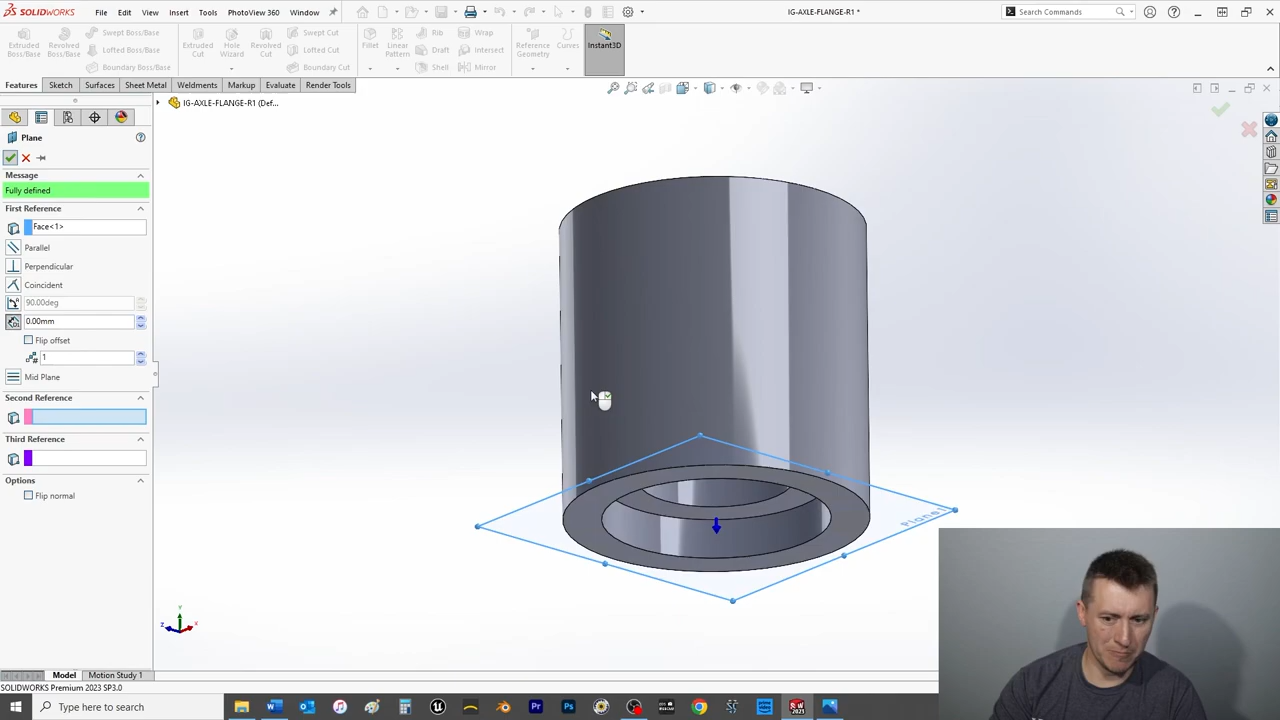 SOLIDWORKS File Edit View Insert Tools PhotoView 360 Window IG-AXLE-FLANGE-R1 * Search Commands
Extruded Boss/Base
Revolved Boss/Base
Swept Boss/Base
Lofted Boss/Base
Boundary Boss/Base
Extruded Cut
Hole Wizard
Revolved Cut
Swept Cut
Lofted Cut
Boundary Cut
Fillet
Linear Pattern
Rib
Draft
Shell
Wrap
Intersect
Mirror
Reference Geometry
Curves
Instant3D
Features Sketch Surfaces Sheet Metal Weldments Markup Evaluate Render Tools
IG-AXLE-FLANGE-R1 (Def...
Plane
Message
Fully defined
First Reference
Face<1>
Parallel
Perpendicular
Coincident
90.00deg
0.00mm
Flip offset
1
Mid Plane
Second Reference
Third Reference
Options
Flip normal
Plane1
Y
Z X
Model Motion Study 1
SOLIDWORKS Premium 2023 SP3.0
Type here to search